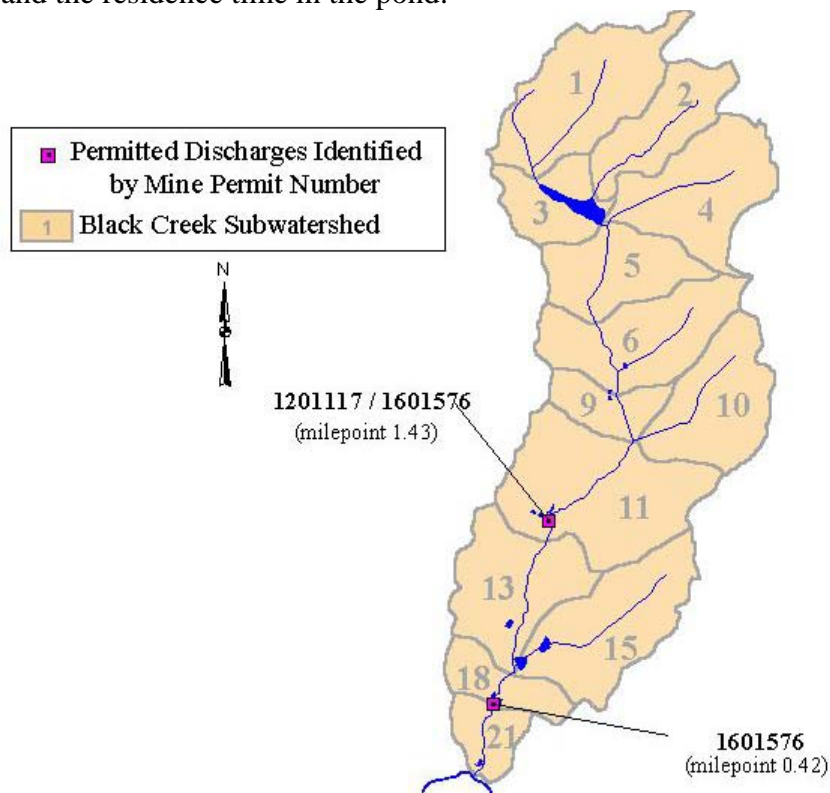 and the residence time in the pond.
Permitted Discharges Identified
by Mine Permit Number
1 Black Creek Subwatershed
N
1
2
3
4
5
6
1201117 / 1601576
(milepoint 1.43)
9
10
11
13
15
18
21
1601576
(milepoint 0.42)